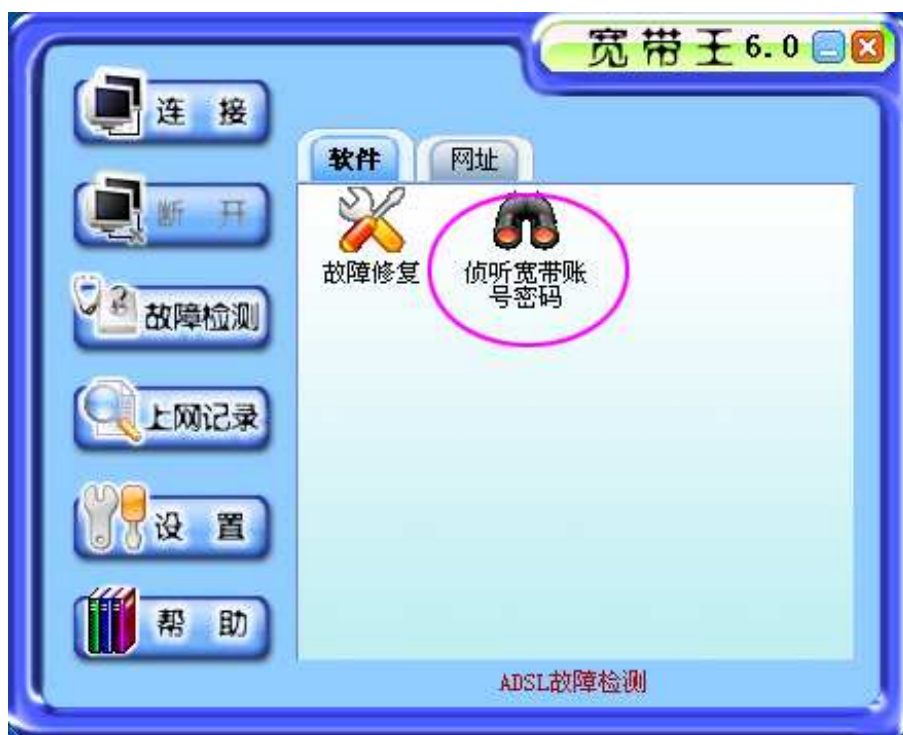 宽带王6.0
连 接
断 开
故障检测
上网记录
设 置
帮 助
软件
网址
故障修复
侦听宽带账
号密码
ADSL故障检测